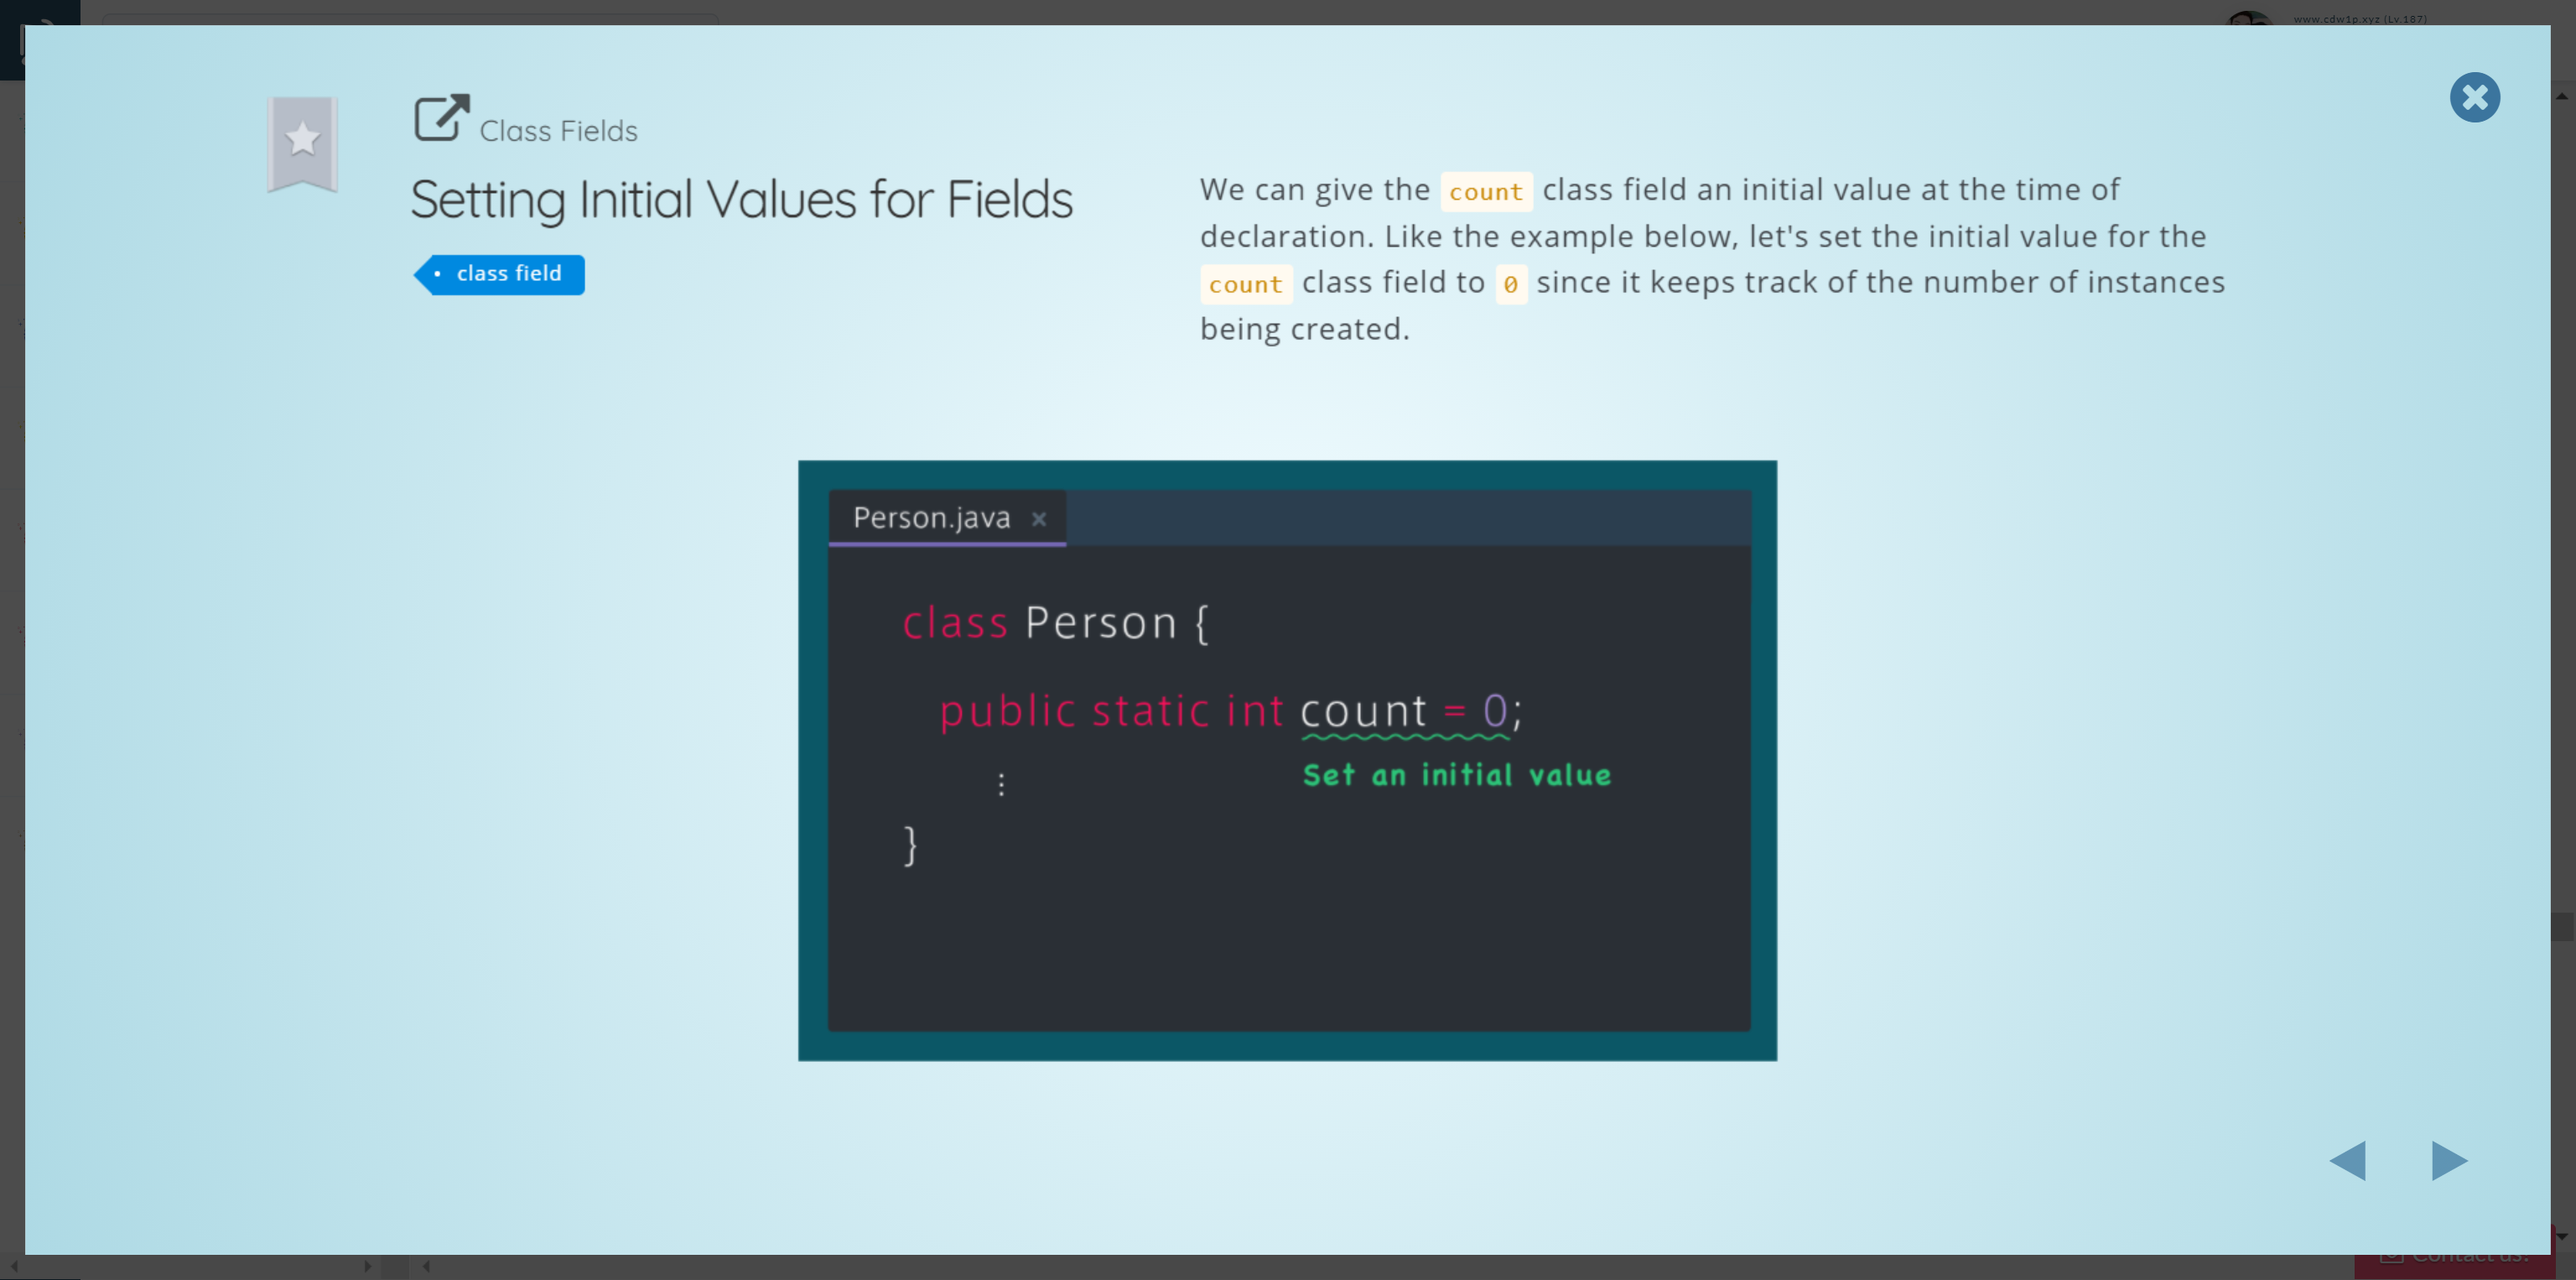 www.cdw1p.xyz (Lv.187)
Class Fields
Setting Initial Values for Fields
class field
We can give the count class field an initial value at the time of
declaration. Like the example below, let's set the initial value for the
count class field to 0 since it keeps track of the number of instances
being created.
Person.java ×
class Person {
public static int count = 0;
Set an initial value
⋮
}
Contact us!